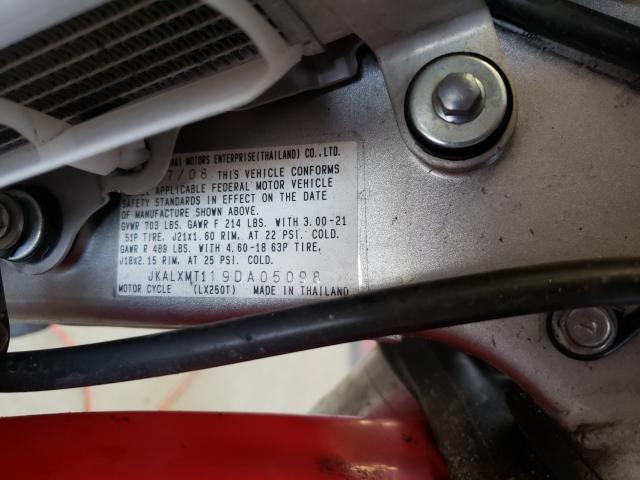 MOTORS ENTERPRISE(THAILAND) CO.,LTD.
7/08 THIS VEHICLE CONFORMS
APPLICABLE FEDERAL MOTOR VEHICLE
SAFETY STANDARDS IN EFFECT ON THE DATE
OF MANUFACTURE SHOWN ABOVE.
GVWR 703 LBS. GAWR F 214 LBS. WITH 3.00-21
51P TIRE, J21x1.60 RIM, AT 22 PSI. COLD.
GAWR R 489 LBS. WITH 4.60-18 63P TIRE,
J18x2.15 RIM, AT 25 PSI. COLD.
JKALXMT119DA05098
MOTOR CYCLE (LX250T) MADE IN THAILAND